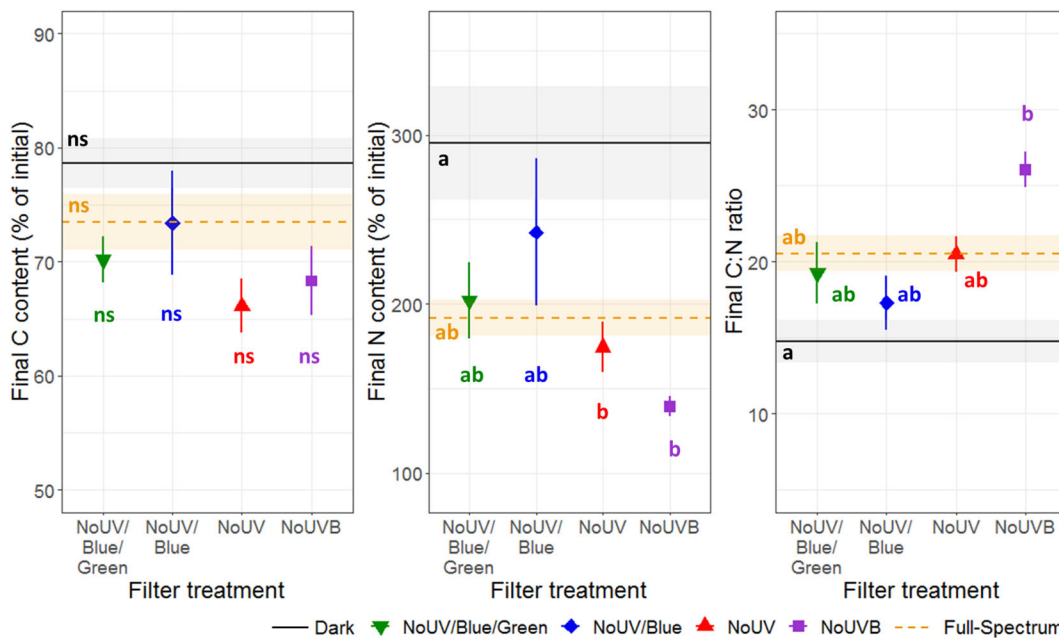 Final C content (% of initial)
90
80
70
60
50
ns
ns
ns
ns
ns
ns
NoUV/
Blue/
Green
NoUV/
Blue
NoUV
NoUVB
Filter treatment
Final N content (% of initial)
300
200
100
a
ab
ab
ab
b
b
NoUV/
Blue/
Green
NoUV/
Blue
NoUV
NoUVB
Filter treatment
Final C:N ratio
30
20
10
b
ab
ab
ab
ab
a
NoUV/
Blue/
Green
NoUV/
Blue
NoUV
NoUVB
Filter treatment
Dark NoUV/Blue/Green NoUV/Blue NoUV NoUVB Full-Spectrum